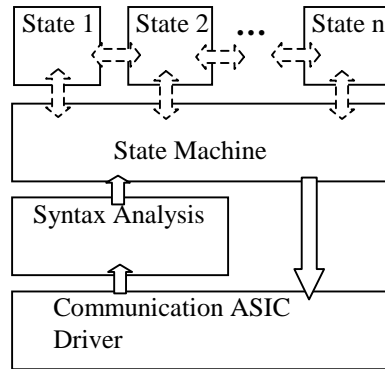 State 1 State 2 ... State n
State Machine
Syntax Analysis
Communication ASIC
Driver